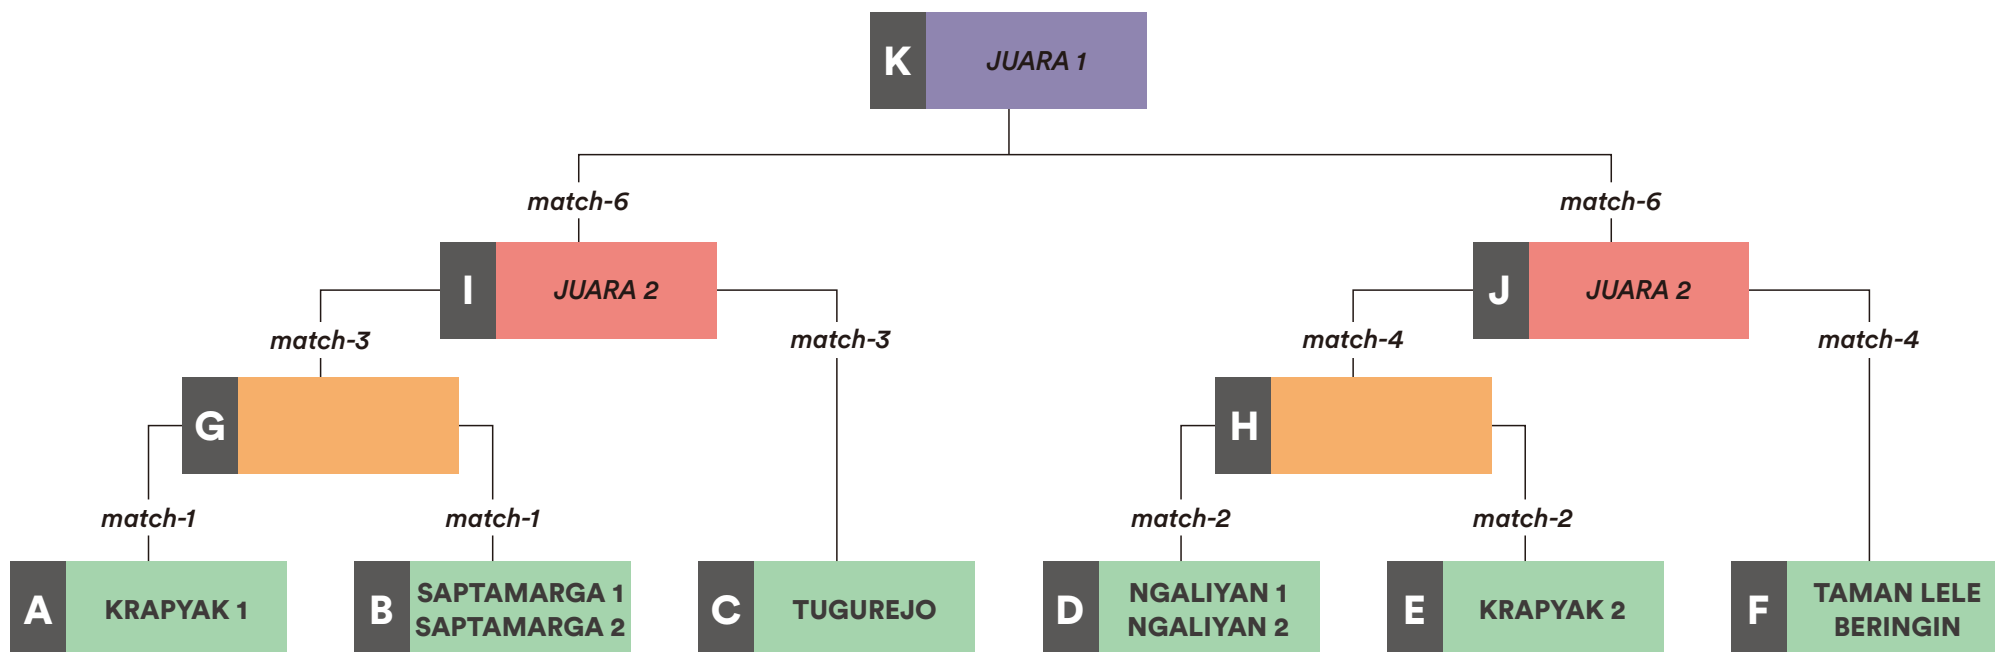 K
JUARA 1
match-6
match-6
I
JUARA 2
J
JUARA 2
match-3
match-3
match-4
match-4
G
H
match-1
match-1
match-2
match-2
A
KRAPYAK 1
B
SAPTAMARGA 1
SAPTAMARGA 2
C
TUGUREJO
D
NGALIYAN 1
NGALIYAN 2
E
KRAPYAK 2
F
TAMAN LELE
BERINGIN